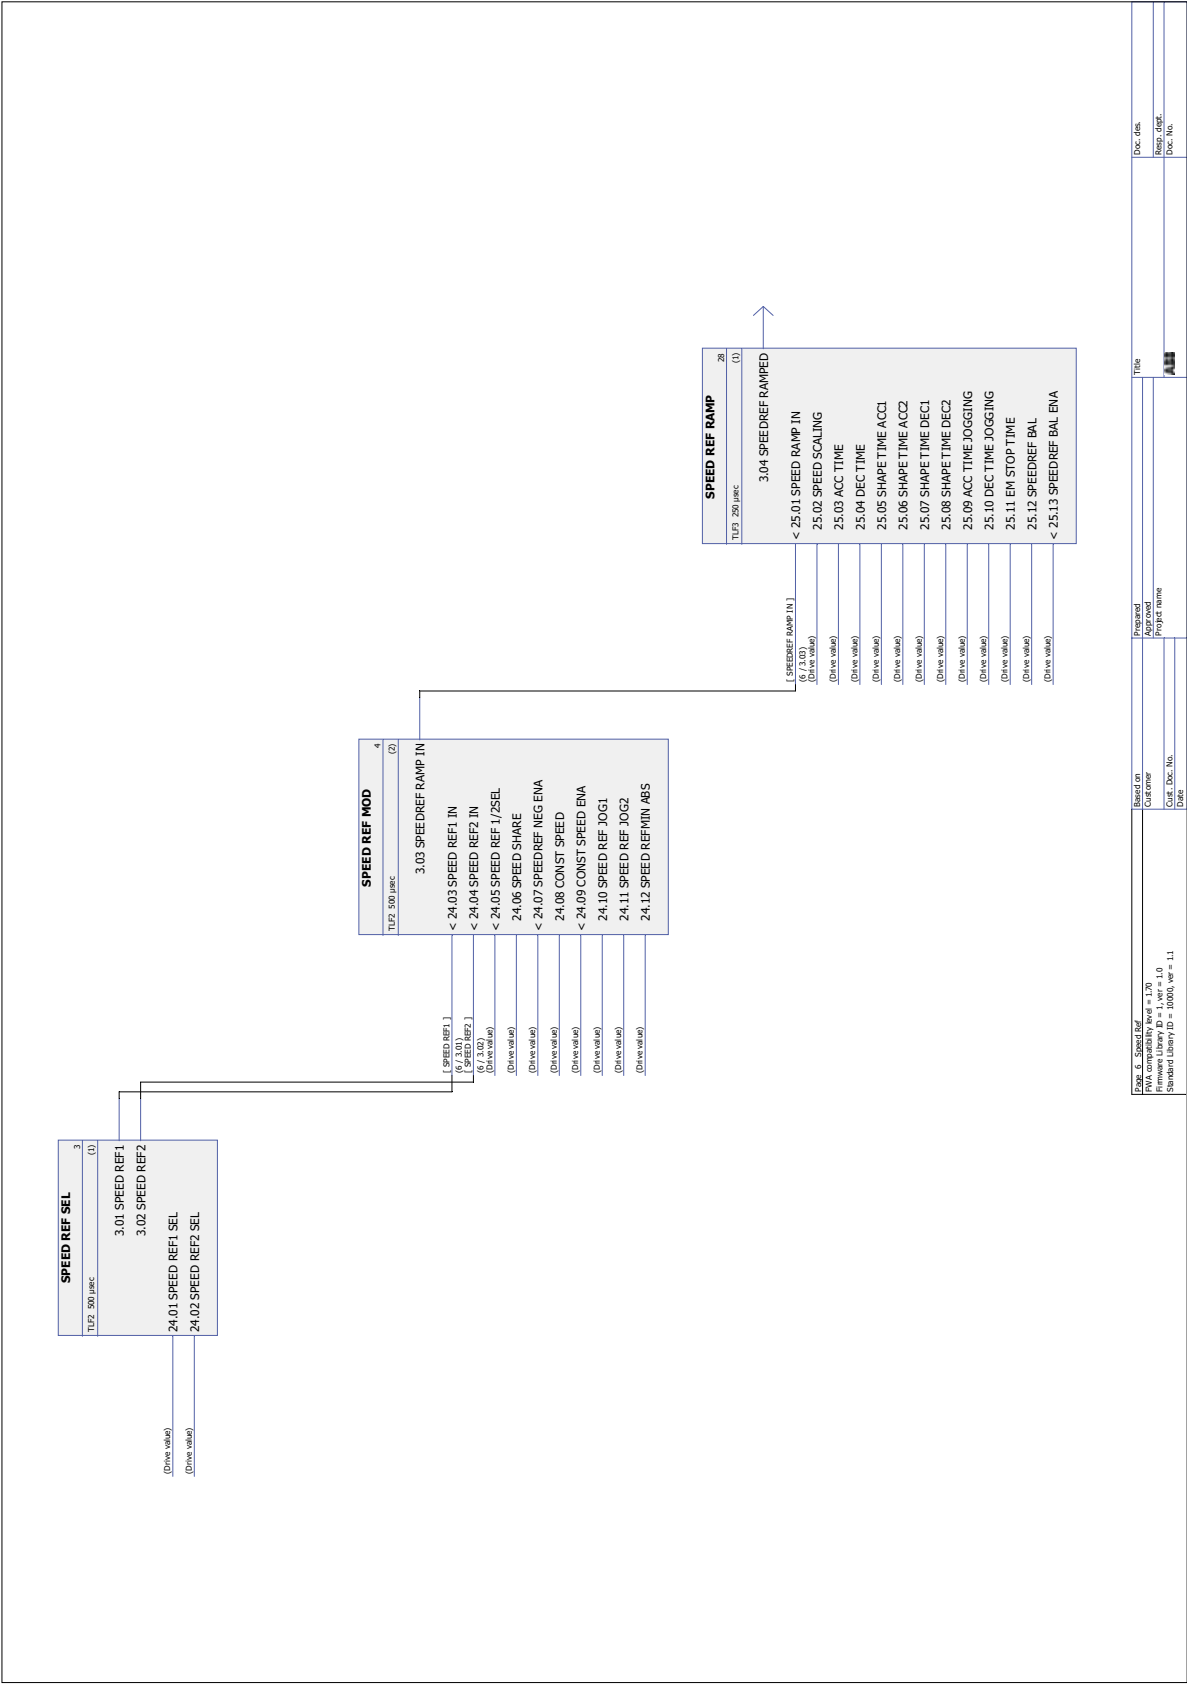 SPEED REF SEL
3
TLF2 500 µsec
(1)
3.01 SPEED REF1
3.02 SPEED REF2
24.01 SPEED REF1 SEL
24.02 SPEED REF2 SEL
(Drive value)
(Drive value)
SPEED REF MOD
4
TLF2 500 µsec
(2)
3.03 SPEEDREF RAMP IN
[ SPEED REF1 ]
(6 / 3.01)
< 24.03 SPEED REF1 IN
[ SPEED REF2 ]
(6 / 3.02)
< 24.04 SPEED REF2 IN
(Drive value)
< 24.05 SPEED REF 1/2SEL
(Drive value)
24.06 SPEED SHARE
(Drive value)
< 24.07 SPEEDREF NEG ENA
(Drive value)
24.08 CONST SPEED
(Drive value)
< 24.09 CONST SPEED ENA
(Drive value)
24.10 SPEED REF JOG1
(Drive value)
24.11 SPEED REF JOG2
(Drive value)
24.12 SPEED REFMIN ABS
(Drive value)
SPEED REF RAMP
28
TLF3 250 µsec
(1)
3.04 SPEEDREF RAMPED
[ SPEEDREF RAMP IN ]
(6 / 3.03)
< 25.01 SPEED RAMP IN
(Drive value)
25.02 SPEED SCALING
(Drive value)
25.03 ACC TIME
(Drive value)
25.04 DEC TIME
(Drive value)
25.05 SHAPE TIME ACC1
(Drive value)
25.06 SHAPE TIME ACC2
(Drive value)
25.07 SHAPE TIME DEC1
(Drive value)
25.08 SHAPE TIME DEC2
(Drive value)
25.09 ACC TIME JOGGING
(Drive value)
25.10 DEC TIME JOGGING
(Drive value)
25.11 EM STOP TIME
(Drive value)
25.12 SPEEDREF BAL
(Drive value)
< 25.13 SPEEDREF BAL ENA
Page 6 Speed Ref
FWA compatibility level = 1.70
Firmware Library ID = 1, ver = 1.0
Standard Library ID = 10000, ver = 1.1
Based on
Customer
Cust. Doc. No.
Date
Prepared
Approved
Project name
Title
ABB
Doc. des.
Resp. dept.
Doc. No.